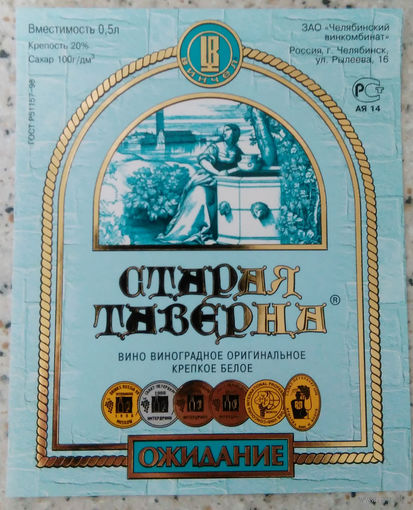 Вместимость 0,5л
Крепость 20%
Сахар 100г/дм³
ГОСТ Р51157-98
ВИНЧЕЛ
ЗАО "Челябинский
винкомбинат"
Россия, г. Челябинск,
ул. Рылеева, 16
АЯ 14
СТАРАЯ
ТАВЕРНА®
ВИНО ВИНОГРАДНОЕ ОРИГИНАЛЬНОЕ
КРЕПКОЕ БЕЛОЕ
ОЖИДАНИЕ